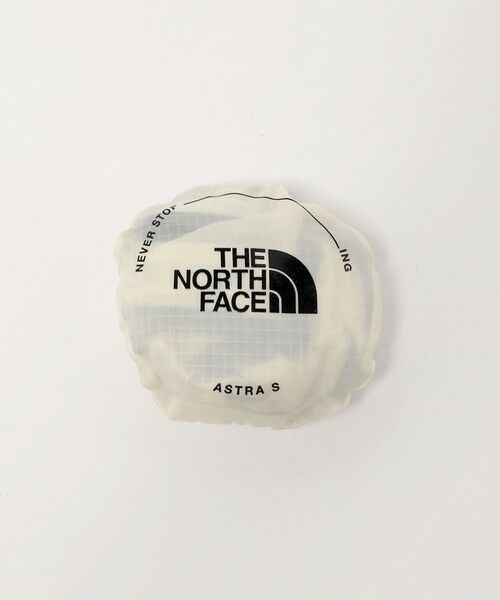 NEVER STOP
ING
THE
NORTH
FACE
ASTRA S